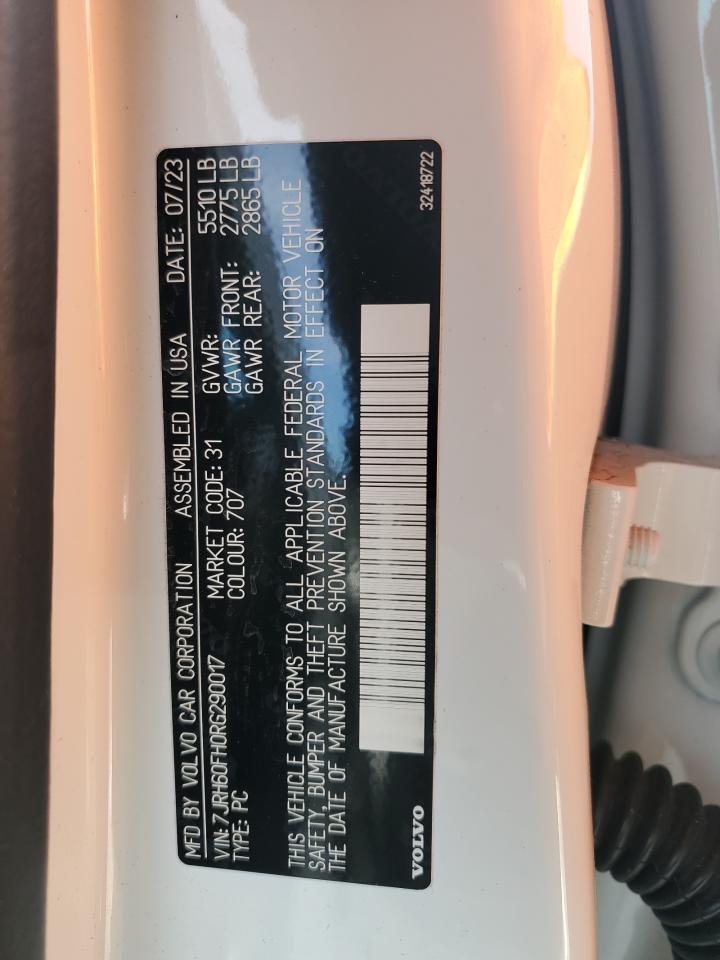 MFD BY VOLVO CAR CORPORATION ASSEMBLED IN USA DATE: 07/23
VIN: 7JRH60FH0RG290017 MARKET CODE: 31 GVWR: 5510 LB
TYPE: PC COLOUR: 707 GAWR FRONT: 2775 LB
GAWR REAR: 2865 LB
THIS VEHICLE CONFORMS TO ALL APPLICABLE FEDERAL MOTOR VEHICLE
SAFETY, BUMPER AND THEFT PREVENTION STANDARDS IN EFFECT ON
THE DATE OF MANUFACTURE SHOWN ABOVE.
VOLVO 32418722